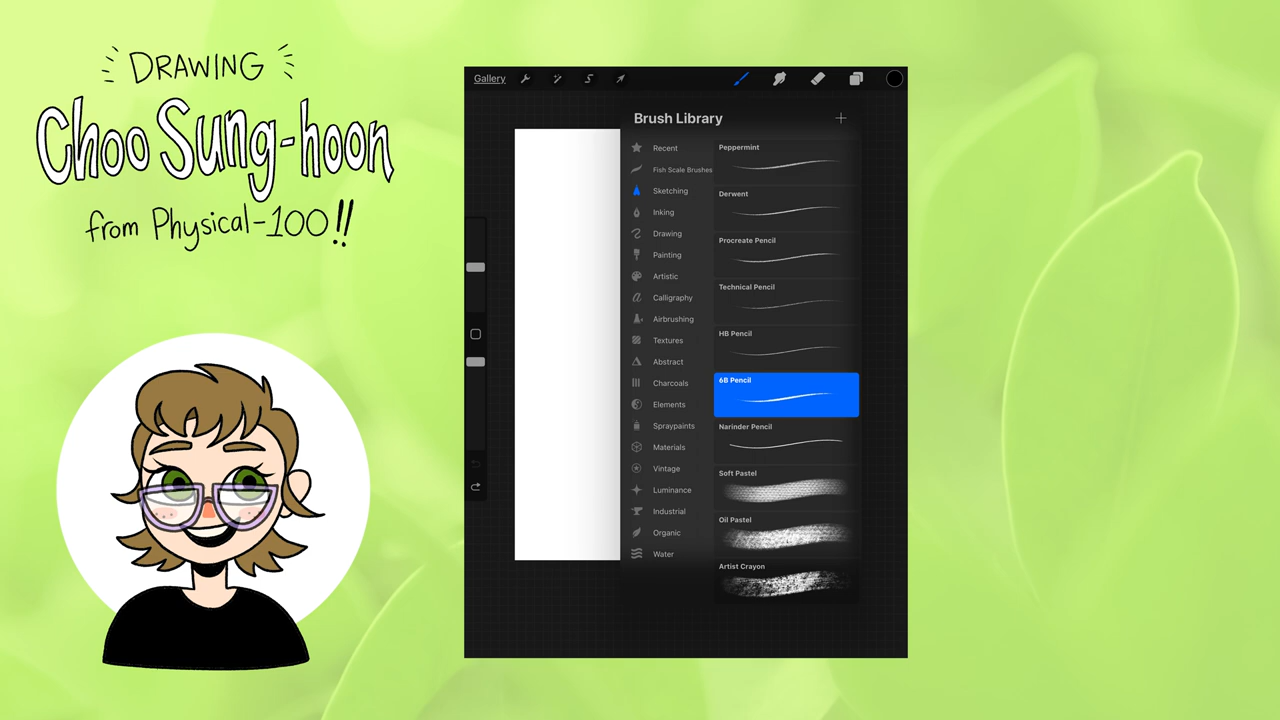 DRAWING
Choo Sung-hoon
from Physical-100!!
Gallery
Brush Library
Recent
Fish Scale Brushes
Sketching
Inking
Drawing
Painting
Artistic
Calligraphy
Airbrushing
Textures
Abstract
Charcoals
Elements
Spraypaints
Materials
Vintage
Luminance
Industrial
Organic
Water
Peppermint
Derwent
Procreate Pencil
Technical Pencil
HB Pencil
6B Pencil
Narinder Pencil
Soft Pastel
Oil Pastel
Artist Crayon